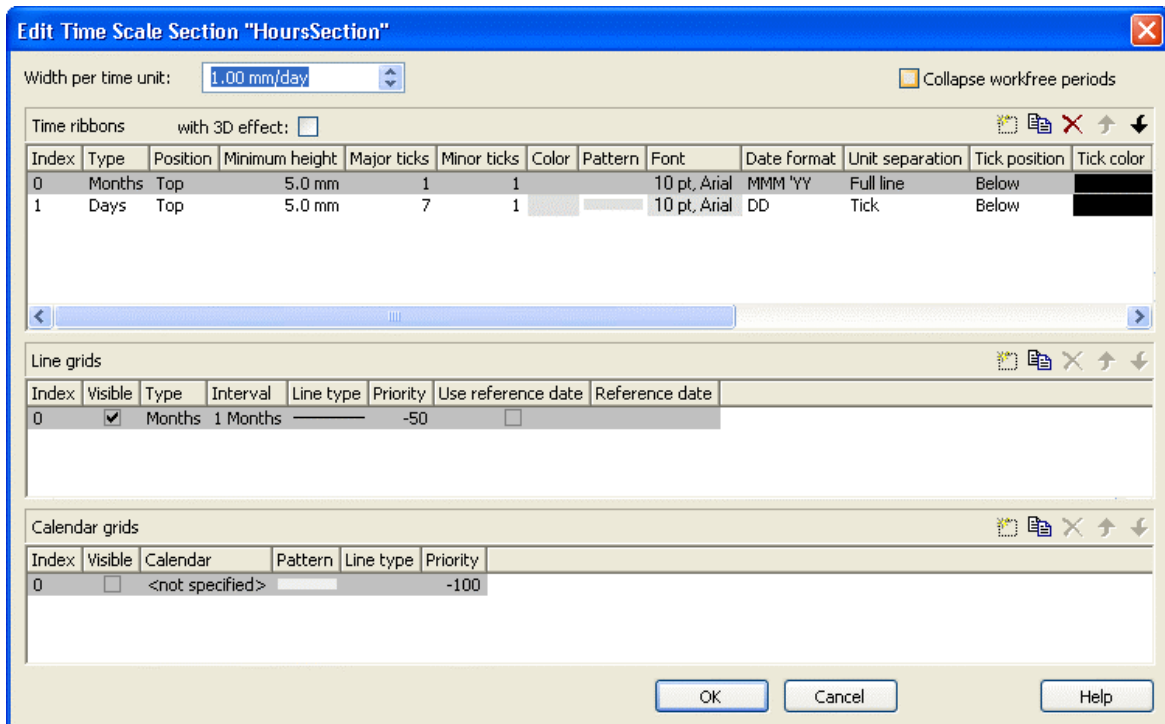 Edit Time Scale Section "HoursSection"
Width per time unit: 1.00 mm/day Collapse workfree periods
Time ribbons with 3D effect:
Index Type Position Minimum height Major ticks Minor ticks Color Pattern Font Date format Unit separation Tick position Tick color
0 Months Top 5.0 mm 1 1 10 pt, Arial MMM 'YY Full line Below
1 Days Top 5.0 mm 7 1 10 pt, Arial DD Tick Below
Line grids
Index Visible Type Interval Line type Priority Use reference date Reference date
0 Months 1 Months -50
Calendar grids
Index Visible Calendar Pattern Line type Priority
0 <not specified> -100
OK Cancel Help